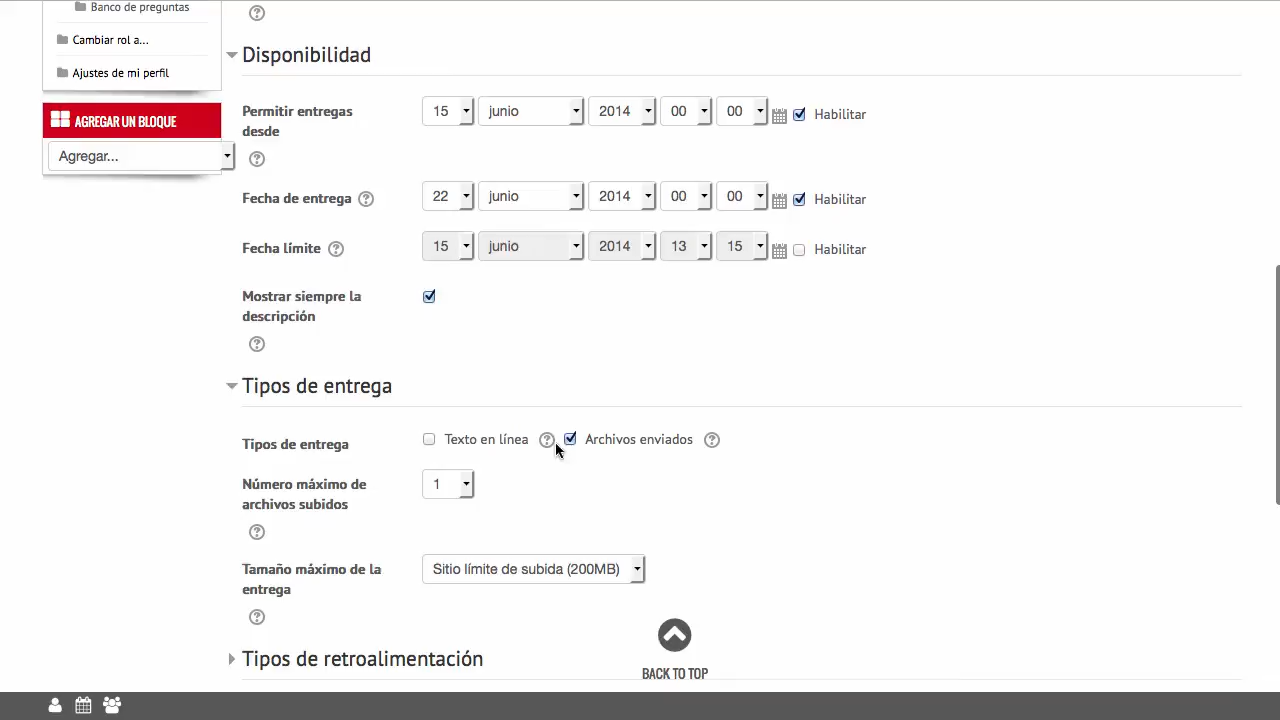 Banco de preguntas
Cambiar rol a...
Ajustes de mi perfil
AGREGAR UN BLOQUE
Agregar...
Disponibilidad
Permitir entregas desde
15 junio 2014 00 00 Habilitar
Fecha de entrega
22 junio 2014 00 00 Habilitar
Fecha límite
15 junio 2014 13 15 Habilitar
Mostrar siempre la descripción
Tipos de entrega
Tipos de entrega
Texto en línea Archivos enviados
Número máximo de archivos subidos
1
Tamaño máximo de la entrega
Sitio límite de subida (200MB)
Tipos de retroalimentación
BACK TO TOP